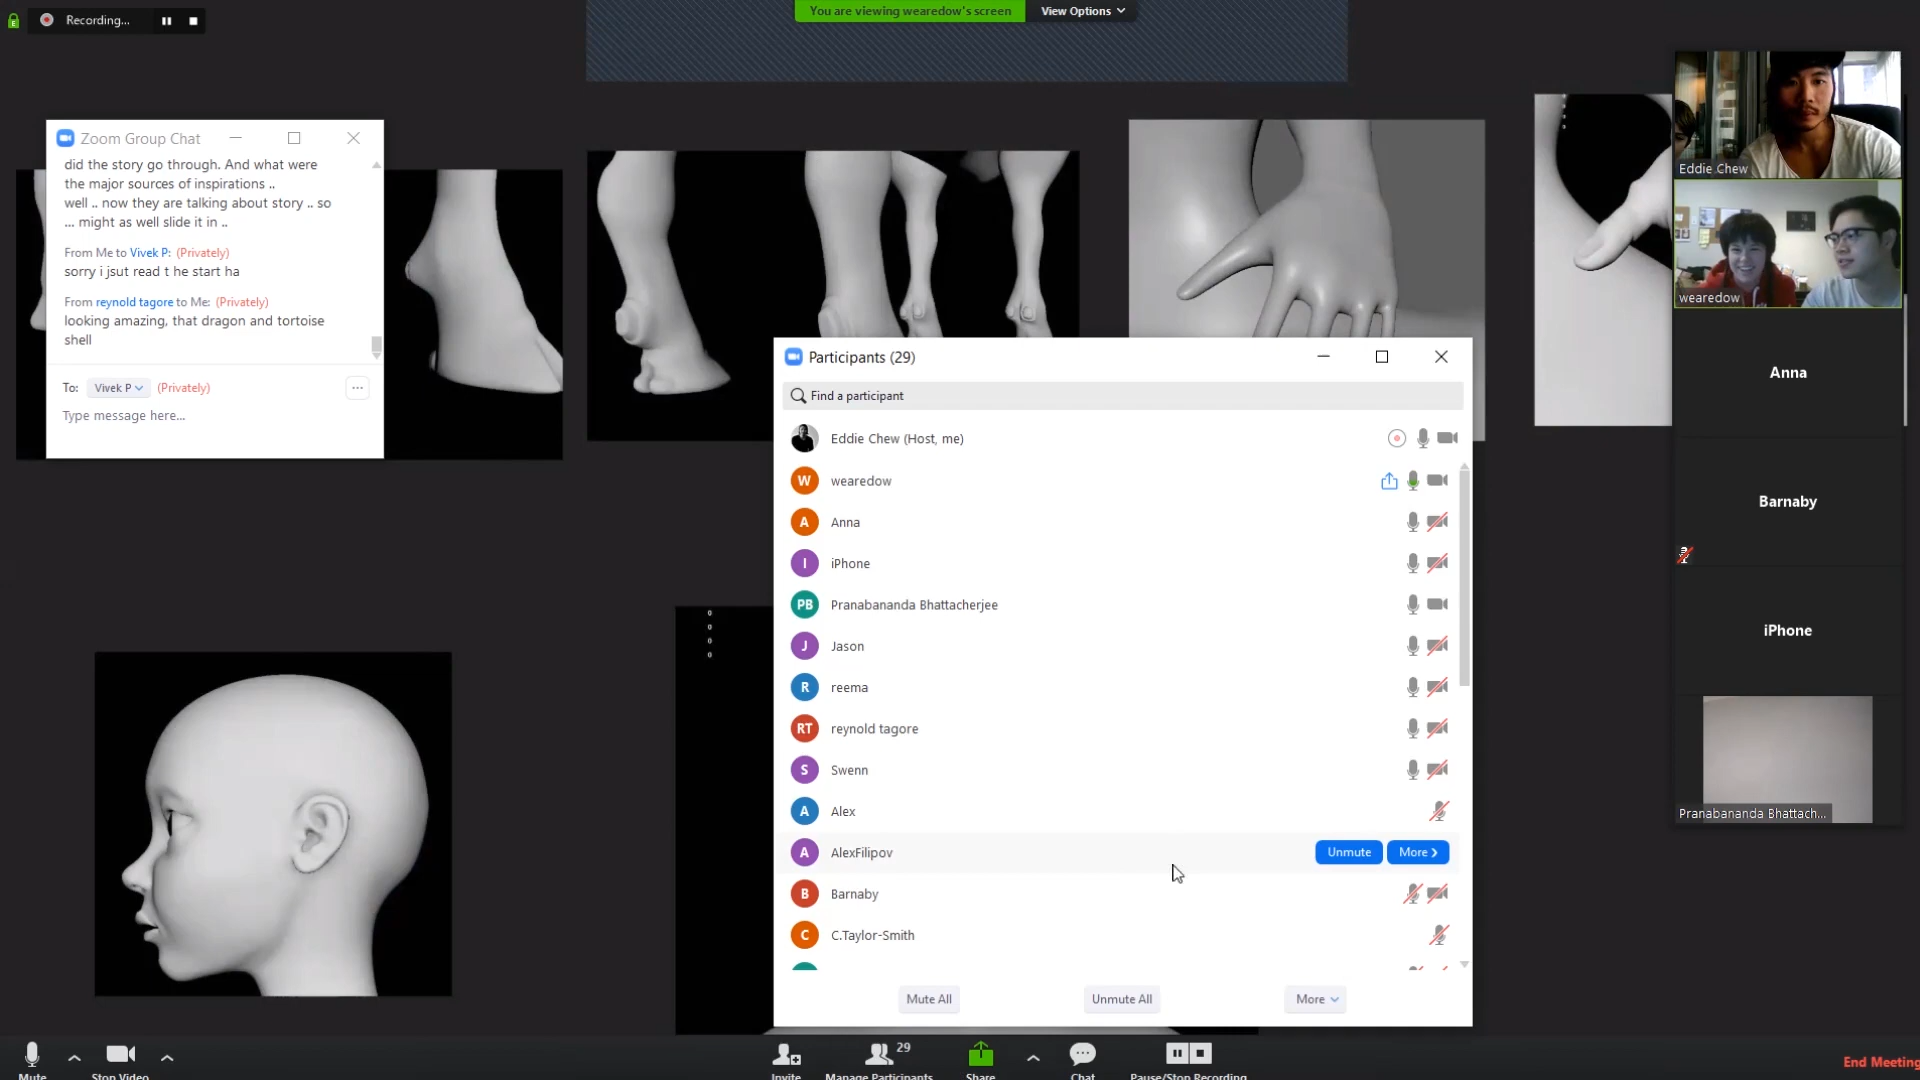 Recording...
You are viewing wearedow's screen
View Options
Zoom Group Chat
did the story go through. And what were
the major sources of inspirations ..
well .. now they are talking about story .. so
... might as well slide it in ..
From Me to Vivek P: (Privately)
sorry i jsut read t he start ha
From reynold tagore to Me: (Privately)
looking amazing, that dragon and tortoise
shell
To: Vivek P (Privately)
...
Type message here...
Participants (29)
Find a participant
Eddie Chew (Host, me)
W wearedow
A Anna
I iPhone
PB Pranabananda Bhattacherjee
J Jason
R reema
RT reynold tagore
S Swenn
A Alex
A AlexFilipov Unmute More
B Barnaby
C C.Taylor-Smith
Mute All Unmute All More
Eddie Chew
wearedow
Anna
Barnaby
iPhone
Pranabananda Bhattach...
0
0
0
0
Mute
Stop Video
Invite
29
Manage Participants
Share
Chat
Pause/Stop Recording
End Meeting